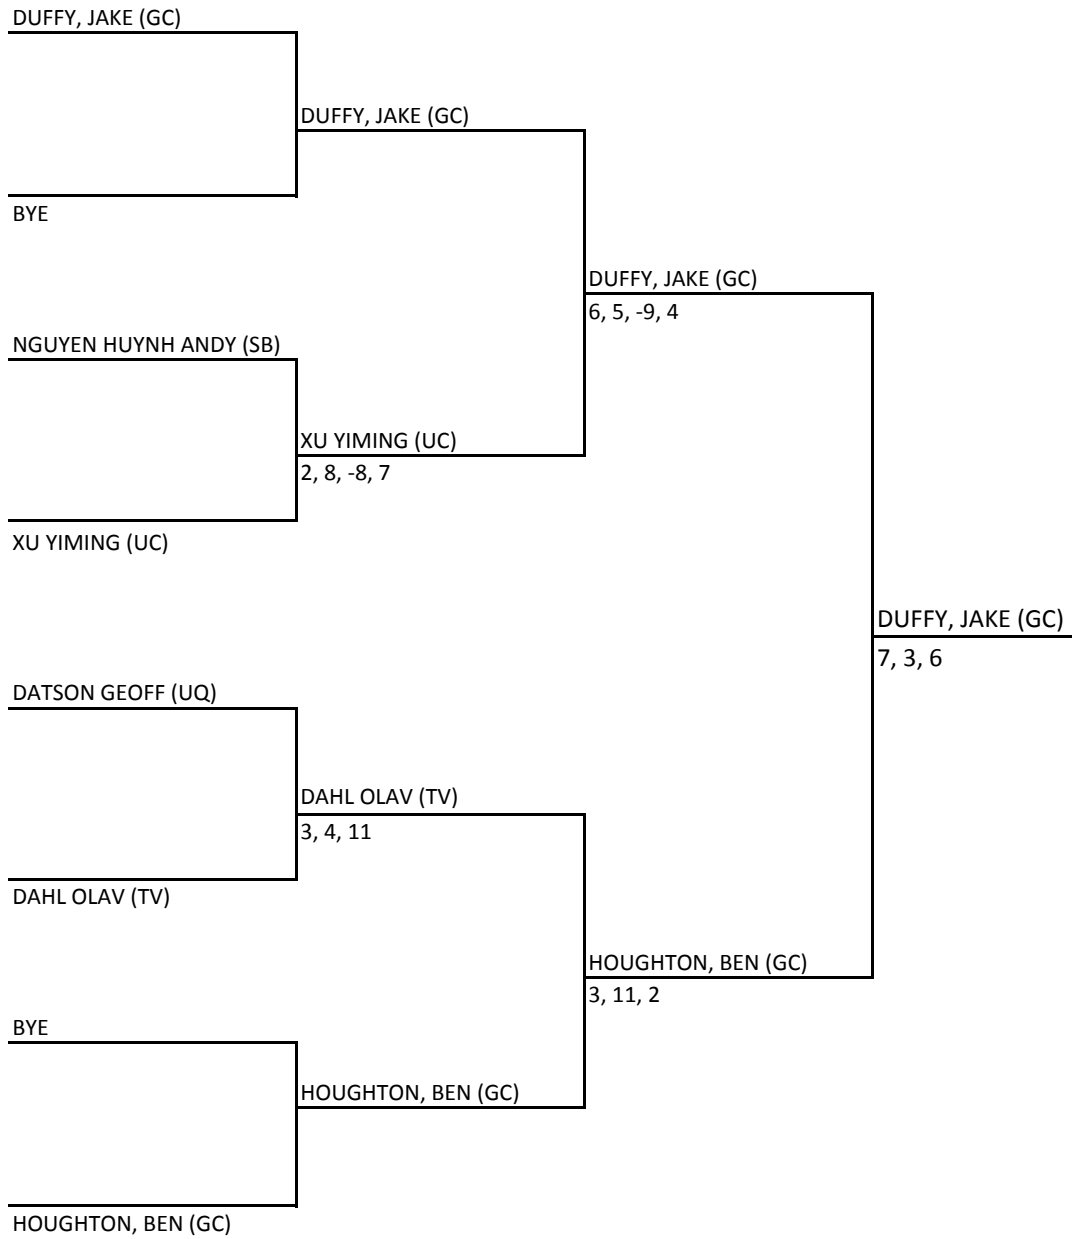 DUFFY, JAKE (GC)
DUFFY, JAKE (GC)
BYE
DUFFY, JAKE (GC)
6, 5, -9, 4
NGUYEN HUYNH ANDY (SB)
XU YIMING (UC)
2, 8, -8, 7
XU YIMING (UC)
DUFFY, JAKE (GC)
7, 3, 6
DATSON GEOFF (UQ)
DAHL OLAV (TV)
3, 4, 11
DAHL OLAV (TV)
HOUGHTON, BEN (GC)
3, 11, 2
BYE
HOUGHTON, BEN (GC)
HOUGHTON, BEN (GC)